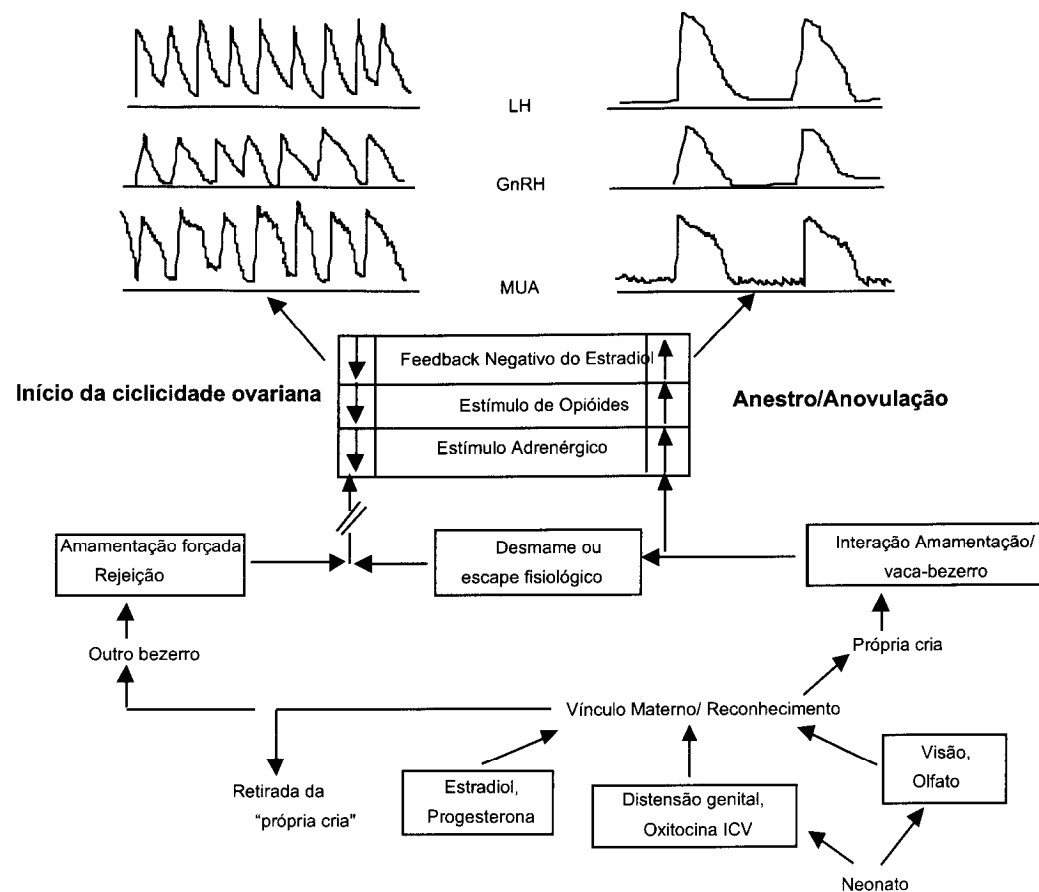 LH
GnRH
MUA
Feedback Negativo do Estradiol
Início da ciclicidade ovariana
Estímulo de Opióides
Anestro/Anovulação
Estímulo Adrenérgico
Amamentação forçada
Rejeição
Desmame ou
escape fisiológico
Interação Amamentação/
vaca-bezerro
Outro bezerro
Própria cria
Vínculo Materno/ Reconhecimento
Retirada da
“própria cria"
Estradiol,
Progesterona
Distensão genital,
Oxitocina ICV
Visão,
Olfato
Neonato